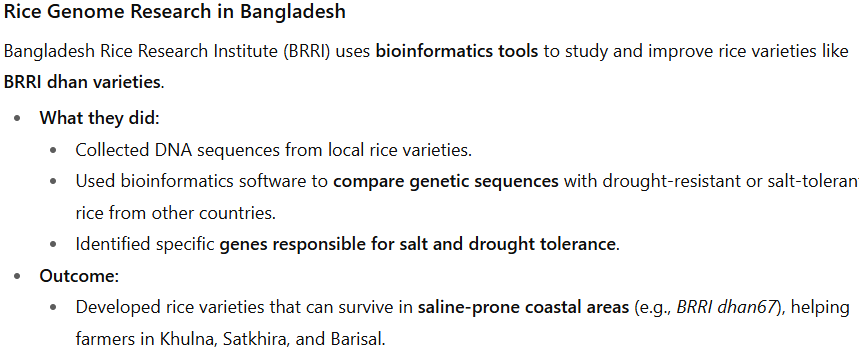 Rice Genome Research in Bangladesh
Bangladesh Rice Research Institute (BRRI) uses bioinformatics tools to study and improve rice varieties like
BRRI dhan varieties.
• What they did:
• Collected DNA sequences from local rice varieties.
• Used bioinformatics software to compare genetic sequences with drought-resistant or salt-toleran
rice from other countries.
• Identified specific genes responsible for salt and drought tolerance.
• Outcome:
• Developed rice varieties that can survive in saline-prone coastal areas (e.g., BRRI dhan67), helping
farmers in Khulna, Satkhira, and Barisal.